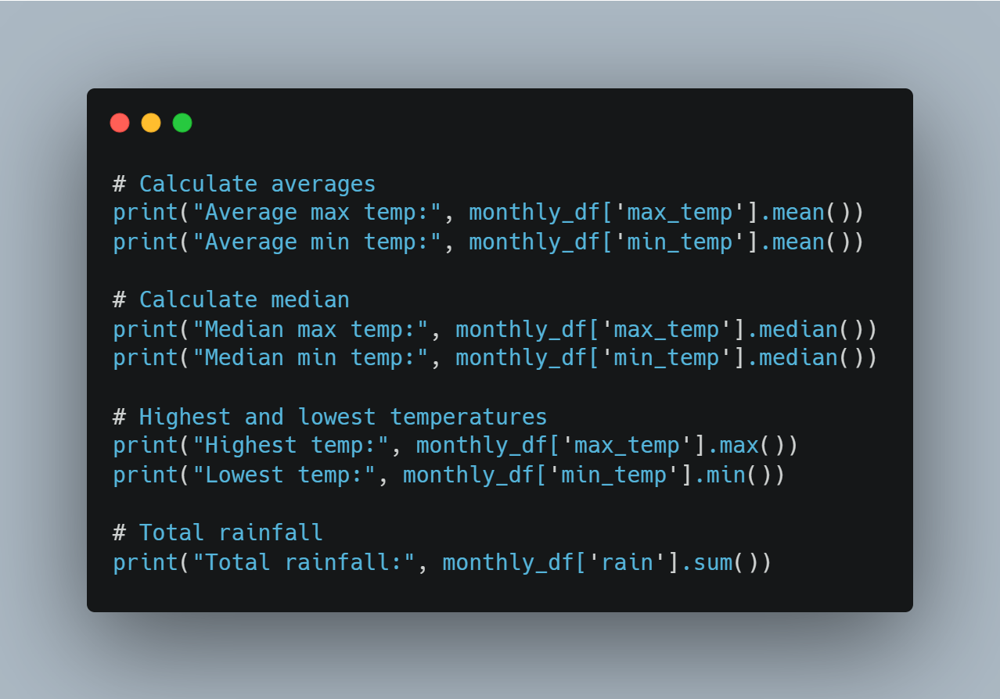 # Calculate averages
print("Average max temp:", monthly_df['max_temp'].mean())
print("Average min temp:", monthly_df['min_temp'].mean())
# Calculate median
print("Median max temp:", monthly_df['max_temp'].median())
print("Median min temp:", monthly_df['min_temp'].median())
# Highest and lowest temperatures
print("Highest temp:", monthly_df['max_temp'].max())
print("Lowest temp:", monthly_df['min_temp'].min())
# Total rainfall
print("Total rainfall:", monthly_df['rain'].sum())